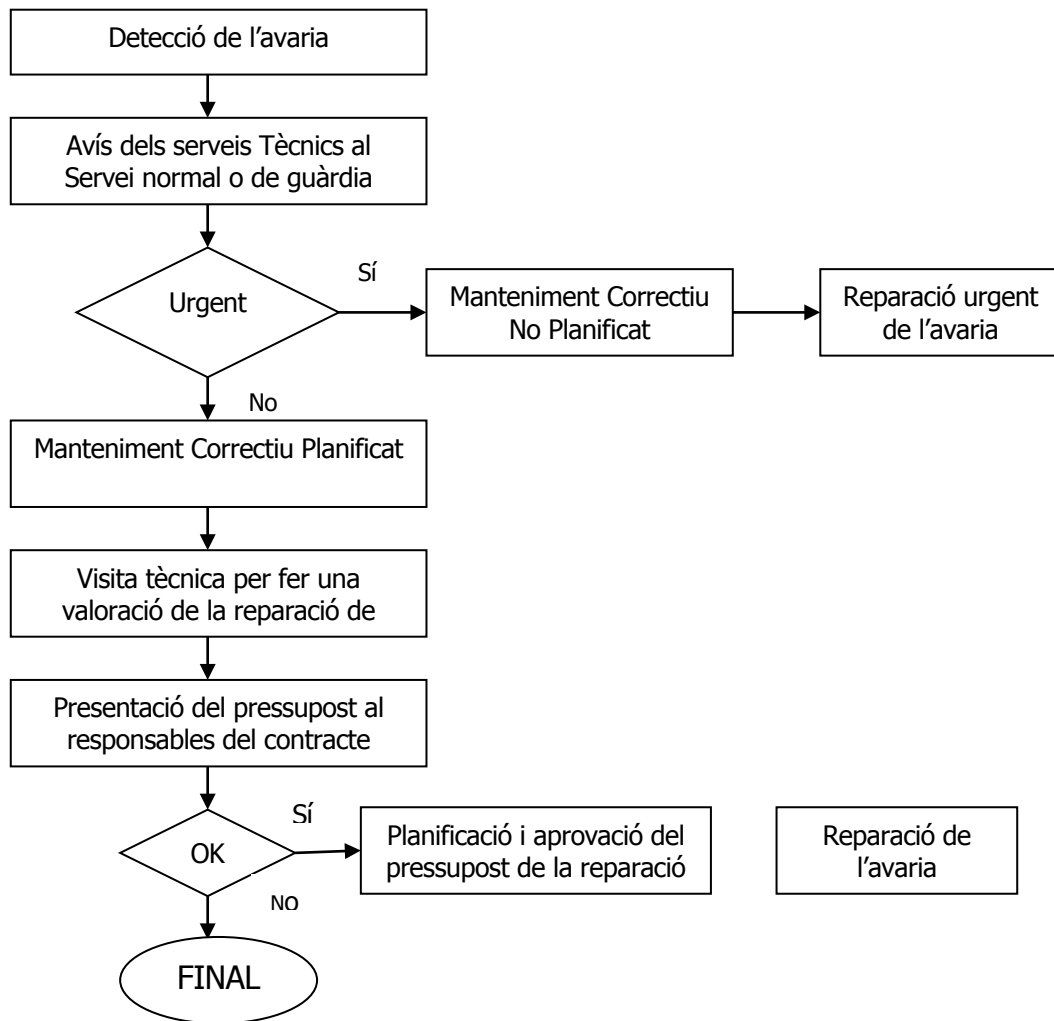 Detecció de l’avaria
Avís dels serveis Tècnics al
Servei normal o de guàrdia
Urgent
Sí
Manteniment Correctiu
No Planificat
Reparació urgent
de l’avaria
No
Manteniment Correctiu Planificat
Visita tècnica per fer una
valoració de la reparació de
Presentació del pressupost al
responsables del contracte
OK
Sí
Planificació i aprovació del
pressupost de la reparació
Reparació de
l’avaria
No
FINAL